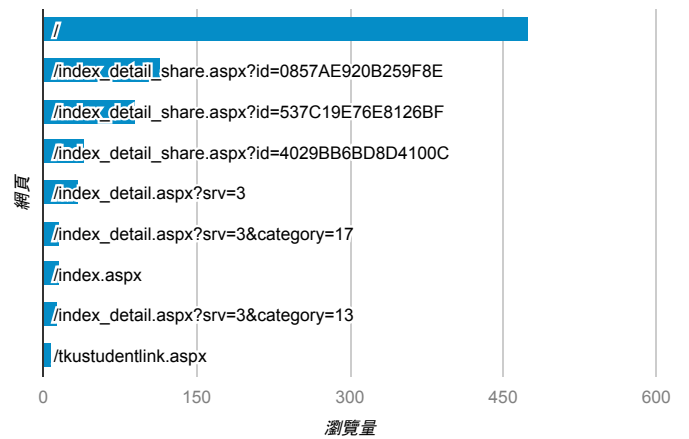 /
/index_detail_share.aspx?id=0857AE920B259F8E
/index_detail_share.aspx?id=537C19E76E8126BF
/index_detail_share.aspx?id=4029BB6BD8D4100C
/index_detail.aspx?srv=3
/index_detail.aspx?srv=3&category=17
/index.aspx
/index_detail.aspx?srv=3&category=13
/tkustudentlink.aspx
網頁
0 150 300 450 600
瀏覽量